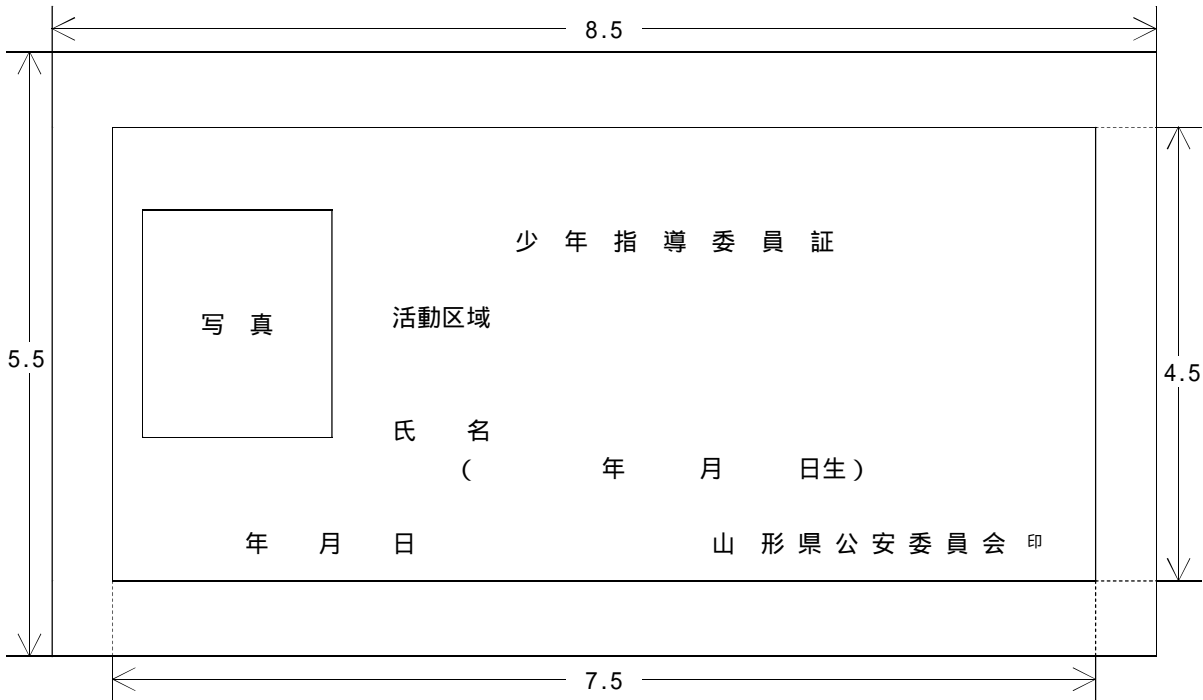 8.5
少年指導委員証
写真
活動区域
5.5
4.5
氏名
(年月日生)
年月日 山形県公安委員会 印
7.5